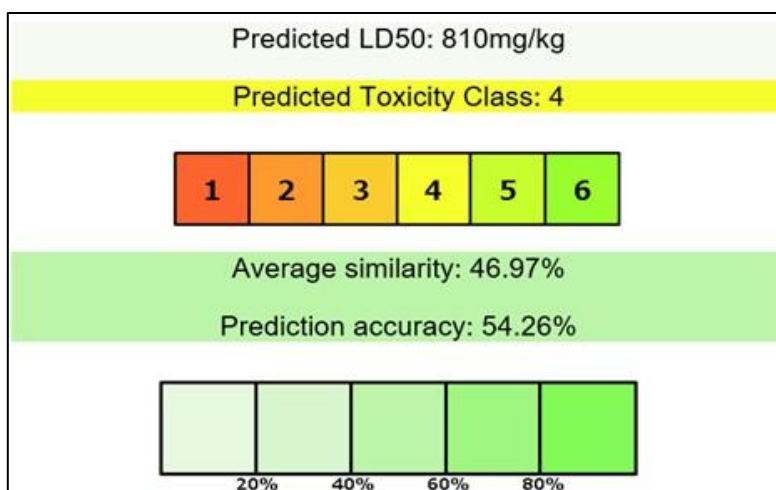 Predicted LD50: 810mg/kg
Predicted Toxicity Class: 4
1 2 3 4 5 6
Average similarity: 46.97%
Prediction accuracy: 54.26%
20% 40% 60% 80%